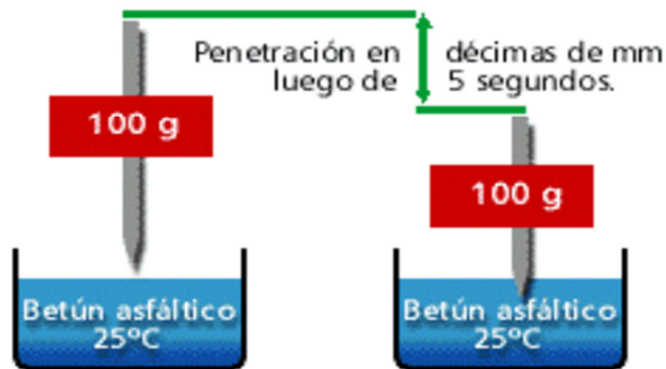 Penetración en décimas de mm
luego de 5 segundos.
100 g
100 g
Betún asfáltico
25ºC
Betún asfáltico
25ºC